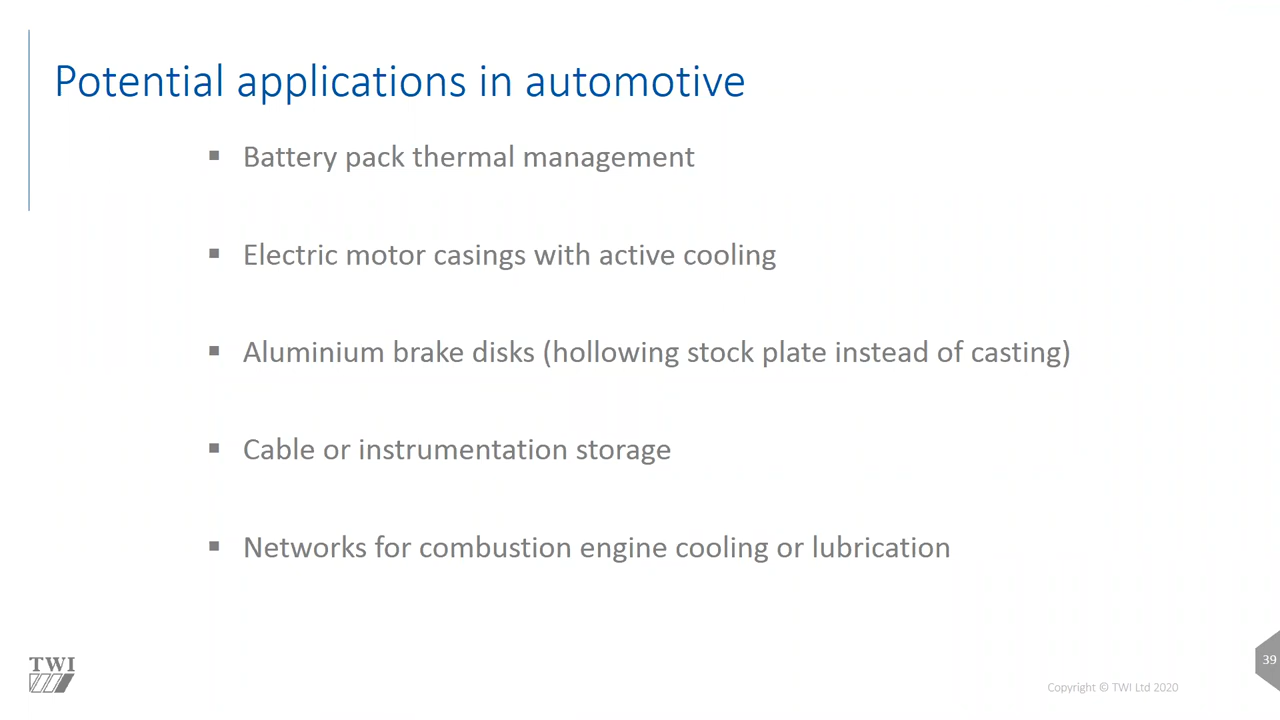 Potential applications in automotive
▪ Battery pack thermal management
▪ Electric motor casings with active cooling
▪ Aluminium brake disks (hollowing stock plate instead of casting)
▪ Cable or instrumentation storage
▪ Networks for combustion engine cooling or lubrication
TWI
Copyright © TWI Ltd 2020
39